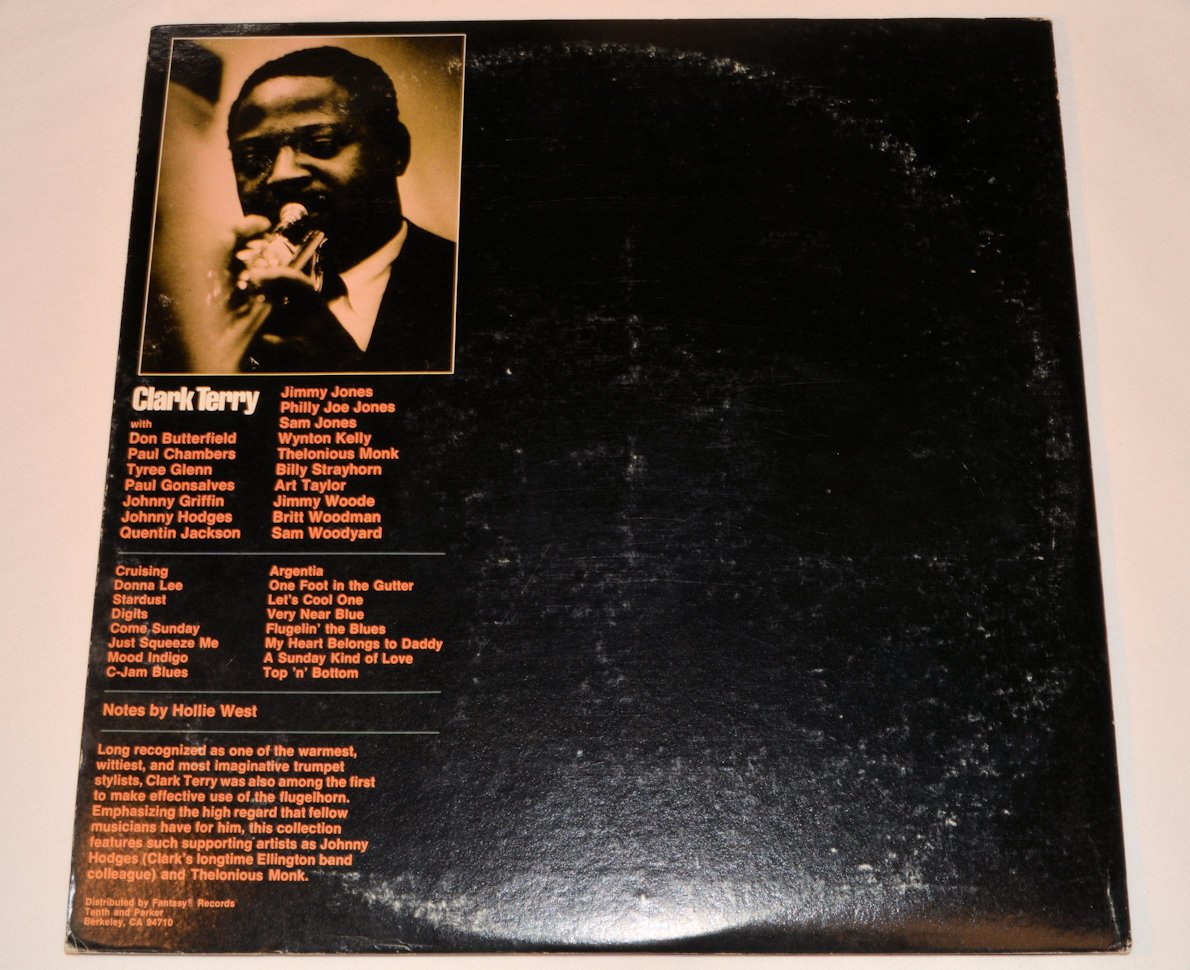 Clark Terry
with
Don Butterfield
Paul Chambers
Tyree Glenn
Paul Gonsalves
Johnny Griffin
Johnny Hodges
Quentin Jackson
Jimmy Jones
Philly Joe Jones
Sam Jones
Wynton Kelly
Thelonious Monk
Billy Strayhorn
Art Taylor
Jimmy Woode
Britt Woodman
Sam Woodyard
Cruising
Donna Lee
Stardust
Digits
Come Sunday
Just Squeeze Me
Mood Indigo
C-Jam Blues
Argentia
One Foot in the Gutter
Let's Cool One
Very Near Blue
Flugelin' the Blues
My Heart Belongs to Daddy
A Sunday Kind of Love
Top 'n' Bottom
Notes by Hollie West
Long recognized as one of the warmest,
wittiest, and most imaginative trumpet
stylists, Clark Terry was also among the first
to make effective use of the flugelhorn.
Emphasizing the high regard that fellow
musicians have for him, this collection
features such supporting artists as Johnny
Hodges (Clark's longtime Ellington band
colleague) and Thelonious Monk.
Distributed by Fantasy® Records
Tenth and Parker
Berkeley, CA 94710